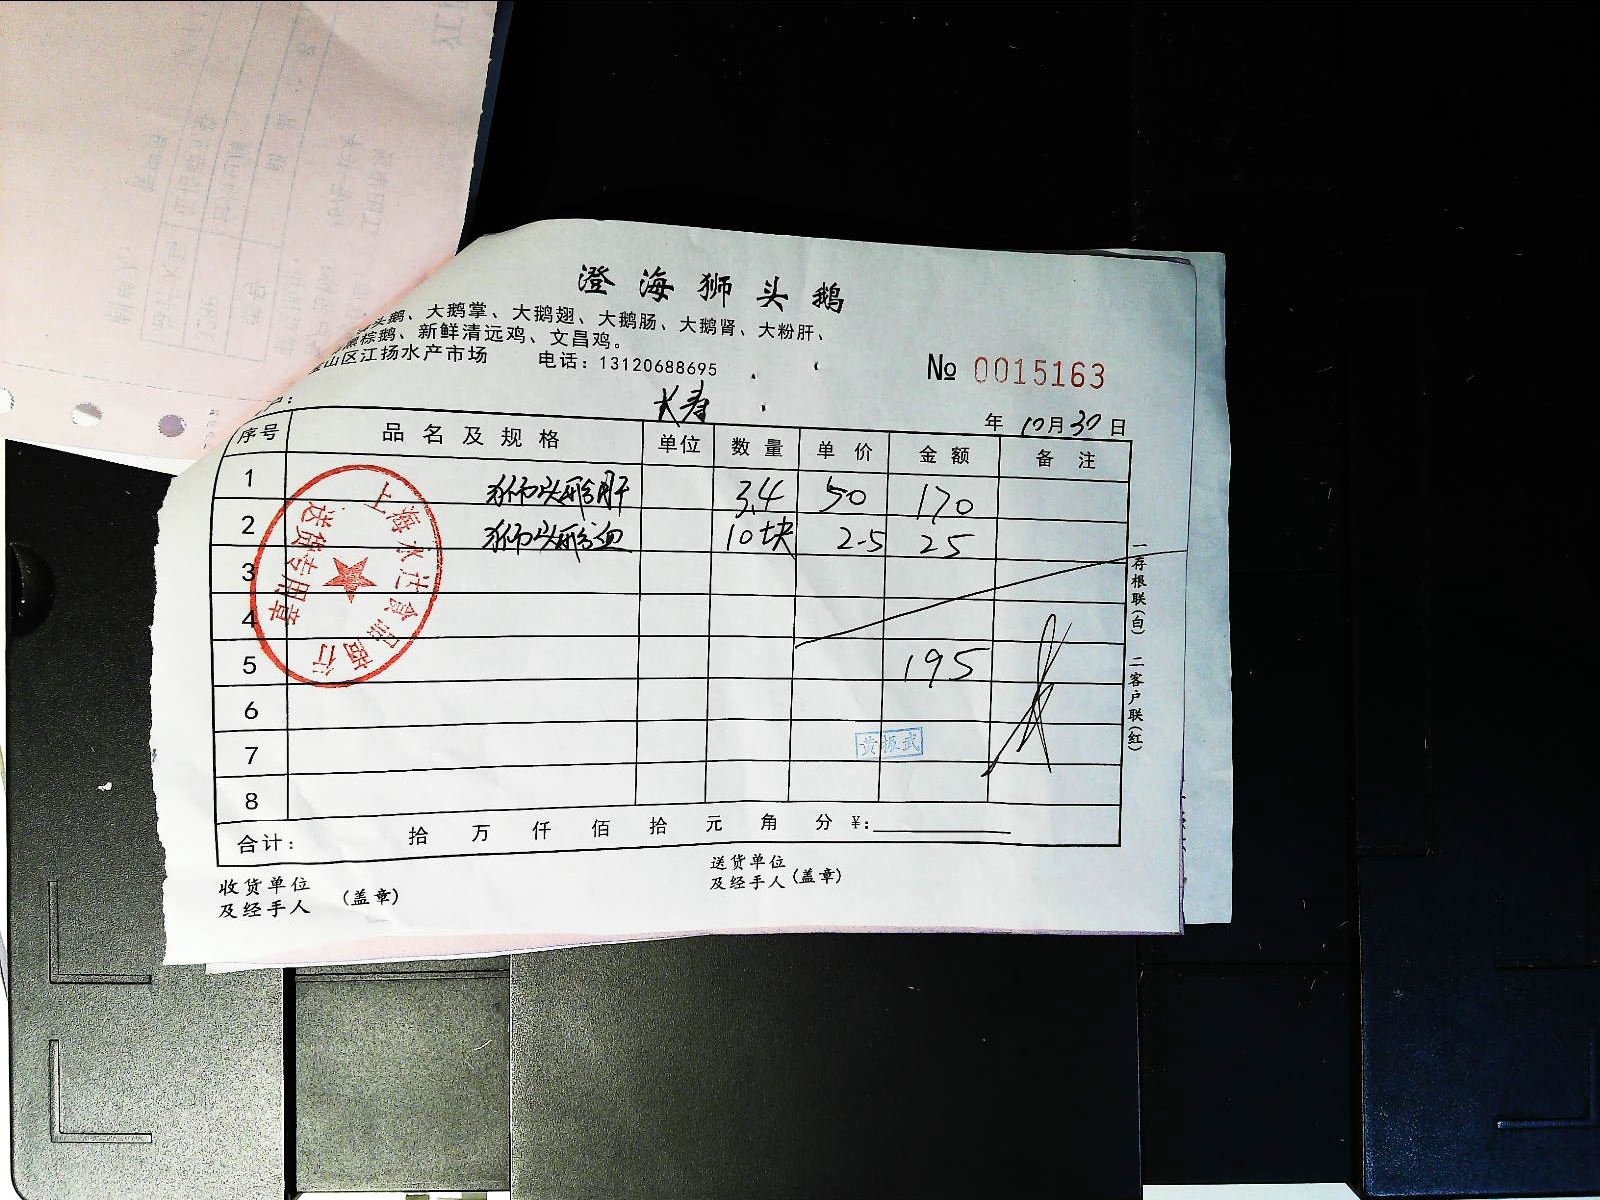 澄海狮头鹅
头鹅、大鹅掌、大鹅翅、大鹅肠、大鹅肾、大粉肝、
棕鹅、新鲜清远鸡、文昌鸡。
山区江扬水产市场 电话：13120688695
№ 0015163
长寿
年 10月30日
序号 品名及规格 单位 数量 单价 金额 备注
1 狮头鹅肝 3.4 50 170
2 狮头鹅血 10块 2.5 25
3
4
5 195
6
7 黄振武
8
合计： 拾 万 仟 佰 拾 元 角 分 ¥:
收货单位
及经手人 (盖章)
送货单位
及经手人 (盖章)
一存根联(白) 二客户联(红)
上海水达食品商行
送货专用章